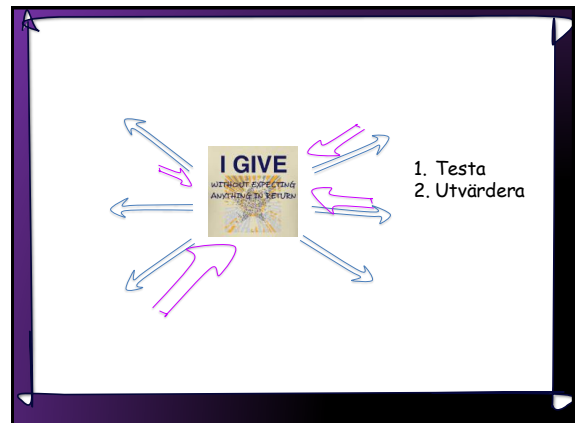 I GIVE
WITHOUT EXPECTING
ANYTHING IN RETURN
1. Testa
2. Utvärdera